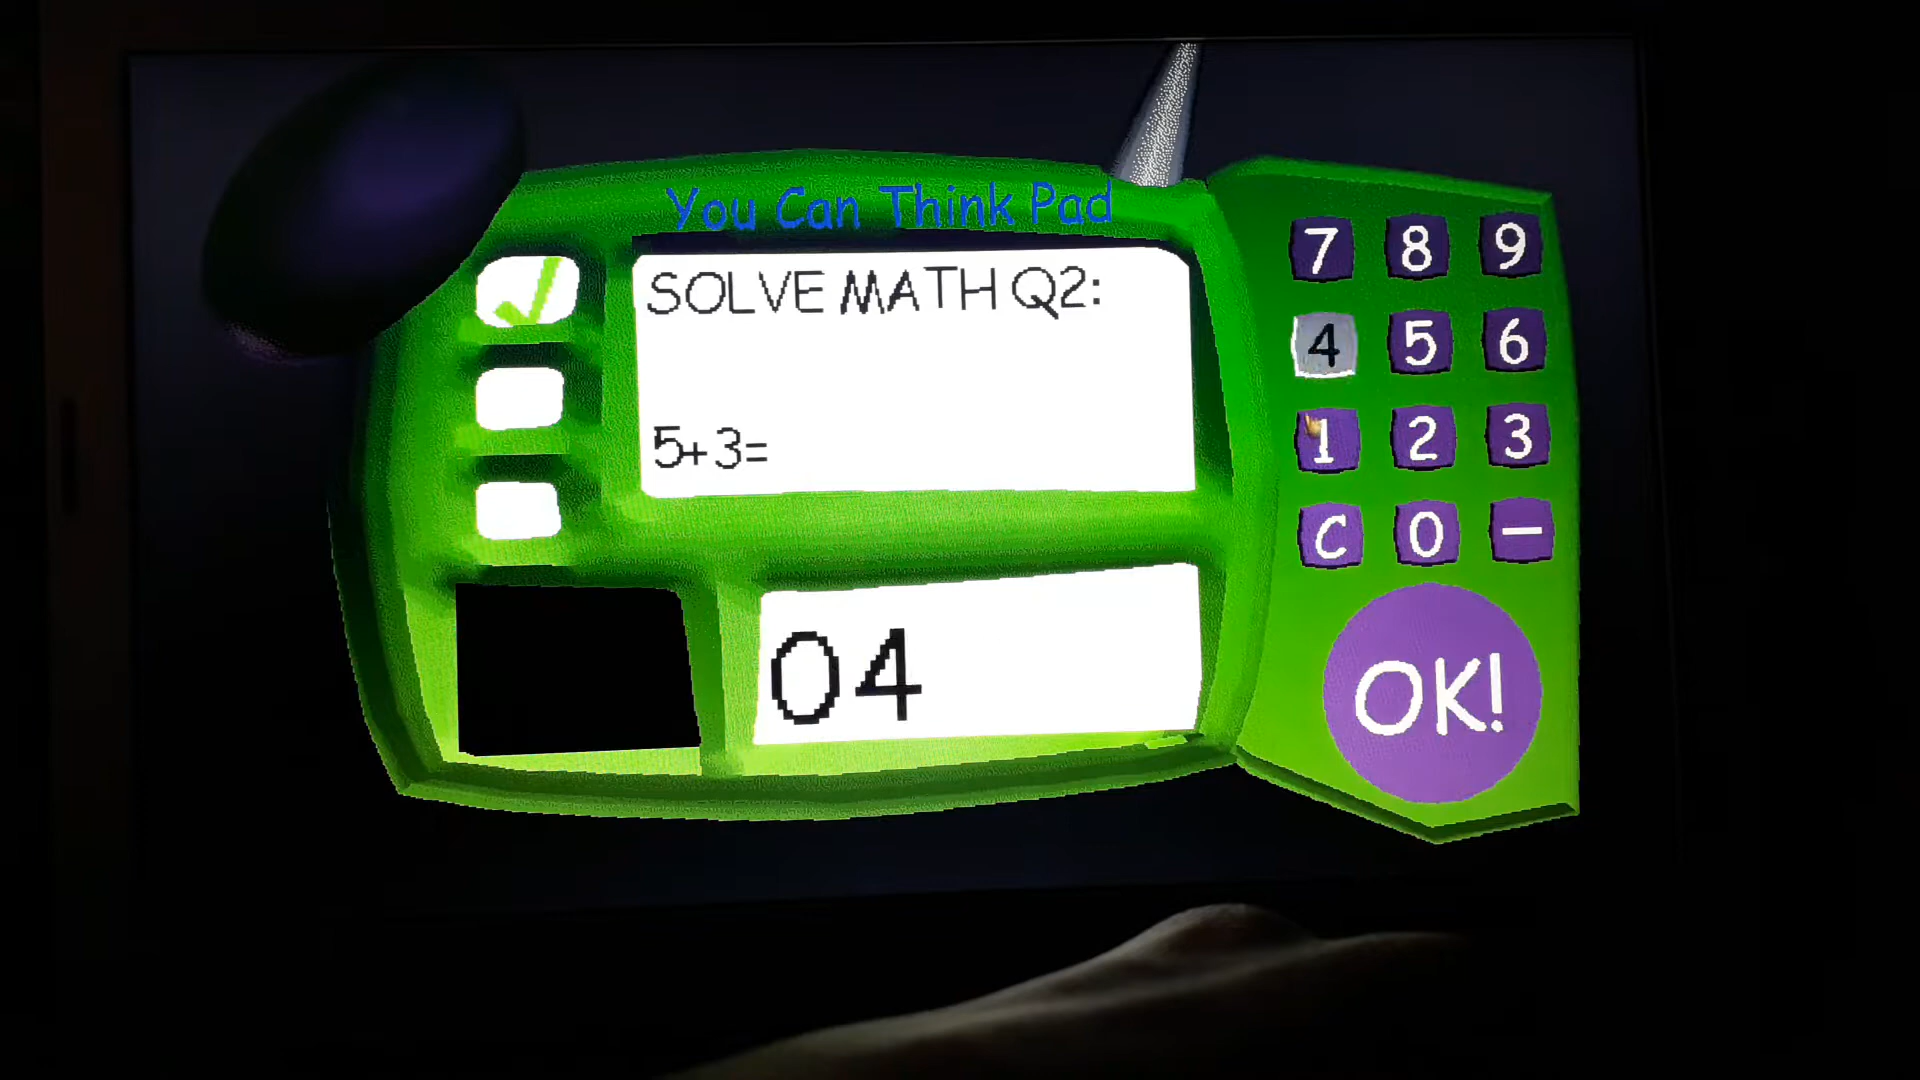 You Can Think Pad
SOLVE MATH Q2:
5+3=
04
7 8 9
4 5 6
1 2 3
C 0 -
OK!